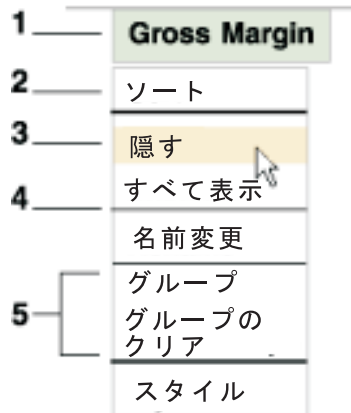 1 Gross Margin
2 ソート
3 隠す
すべて表示
4
名前変更
グループ
5 グループの
クリア
スタイル